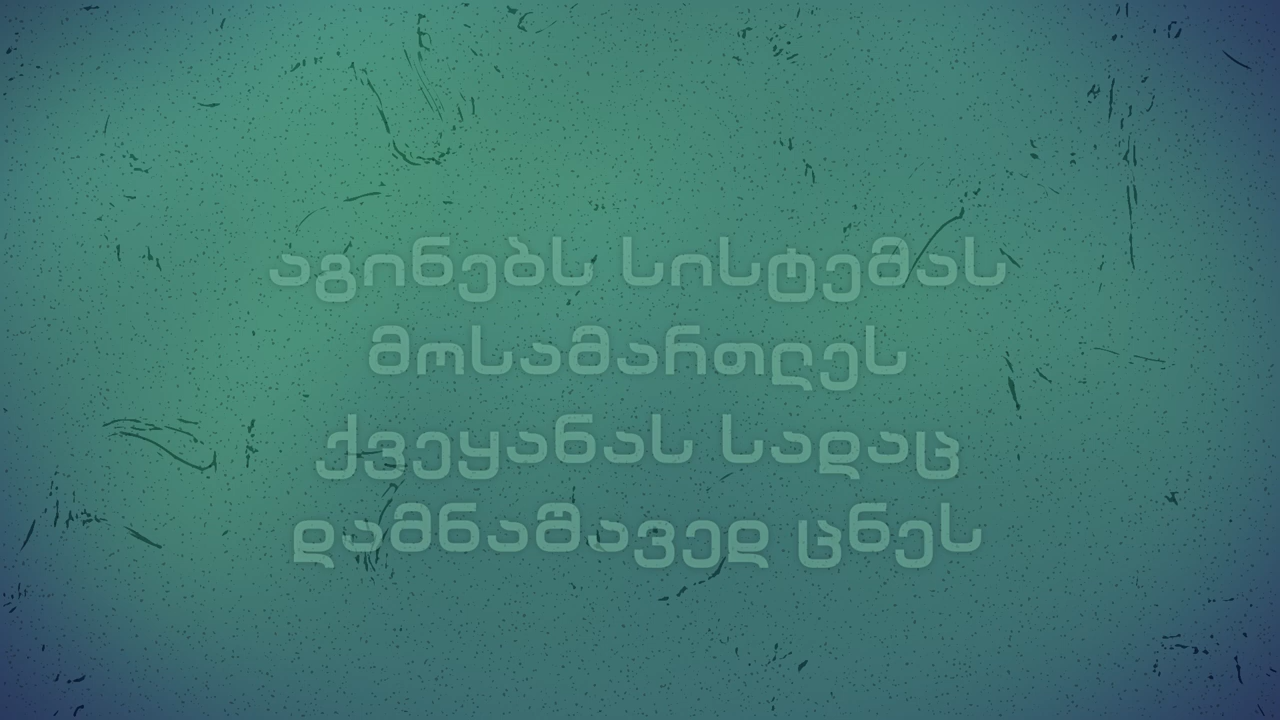 აგინებს სისტემას
მოსამართლეს
ქვეყანას სადაც
დამნაშავედ ცნეს